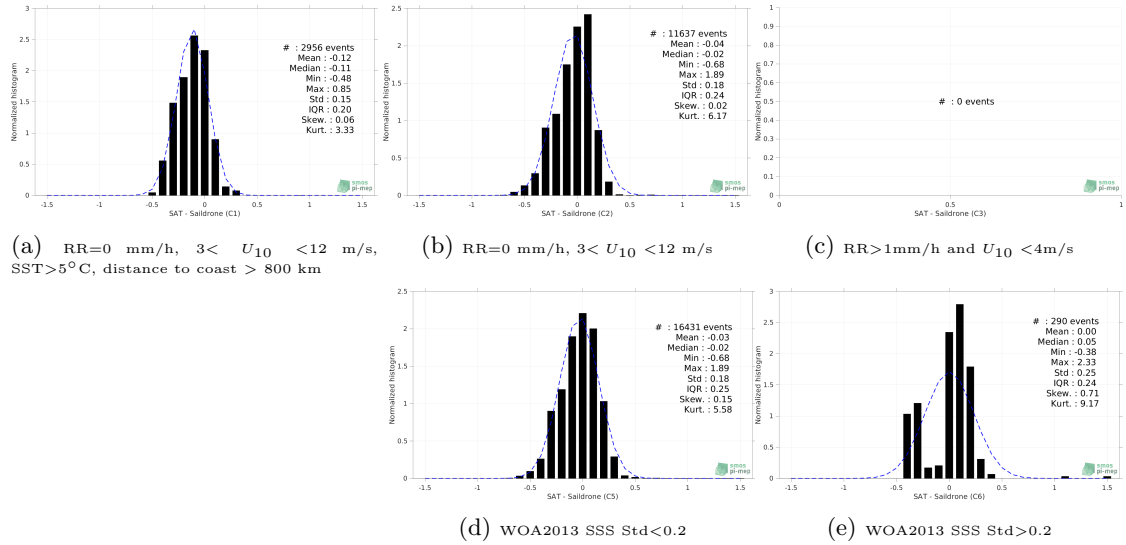 3
2.5
2
1.5
1
0.5
0
Normalized histogram
# : 2956 events
Mean : -0.12
Median : -0.11
Min : -0.48
Max : 0.85
Std : 0.15
IQR : 0.20
Skew. : 0.06
Kurt. : 3.33
smos
pi-mep
-1.5 -1 -0.5 0 0.5 1 1.5
SAT - Saildrone (C1)
(a) RR=0 mm/h, 3< U10 <12 m/s,
SST>5°C, distance to coast > 800 km
2.5
2
1.5
1
0.5
0
Normalized histogram
# : 11637 events
Mean : -0.04
Median : -0.02
Min : -0.68
Max : 1.89
Std : 0.18
IQR : 0.24
Skew. : 0.02
Kurt. : 6.17
smos
pi-mep
-1.5 -1 -0.5 0 0.5 1 1.5
SAT - Saildrone (C2)
(b) RR=0 mm/h, 3< U10 <12 m/s
1
0.9
0.8
0.7
0.6
0.5
0.4
0.3
0.2
0.1
0
Normalized histogram
# : 0 events
smos
pi-mep
0 0.5 1
SAT - Saildrone (C3)
(c) RR>1mm/h and U10 <4m/s
2.5
2
1.5
1
0.5
0
Normalized histogram
# : 16431 events
Mean : -0.03
Median : -0.02
Min : -0.68
Max : 1.89
Std : 0.18
IQR : 0.25
Skew. : 0.15
Kurt. : 5.58
smos
pi-mep
-1.5 -1 -0.5 0 0.5 1 1.5
SAT - Saildrone (C5)
(d) WOA2013 SSS Std<0.2
3
2.5
2
1.5
1
0.5
0
Normalized histogram
# : 290 events
Mean : 0.00
Median : 0.05
Min : -0.38
Max : 2.33
Std : 0.25
IQR : 0.24
Skew. : 0.71
Kurt. : 9.17
smos
pi-mep
-1.5 -1 -0.5 0 0.5 1 1.5
SAT - Saildrone (C6)
(e) WOA2013 SSS Std>0.2